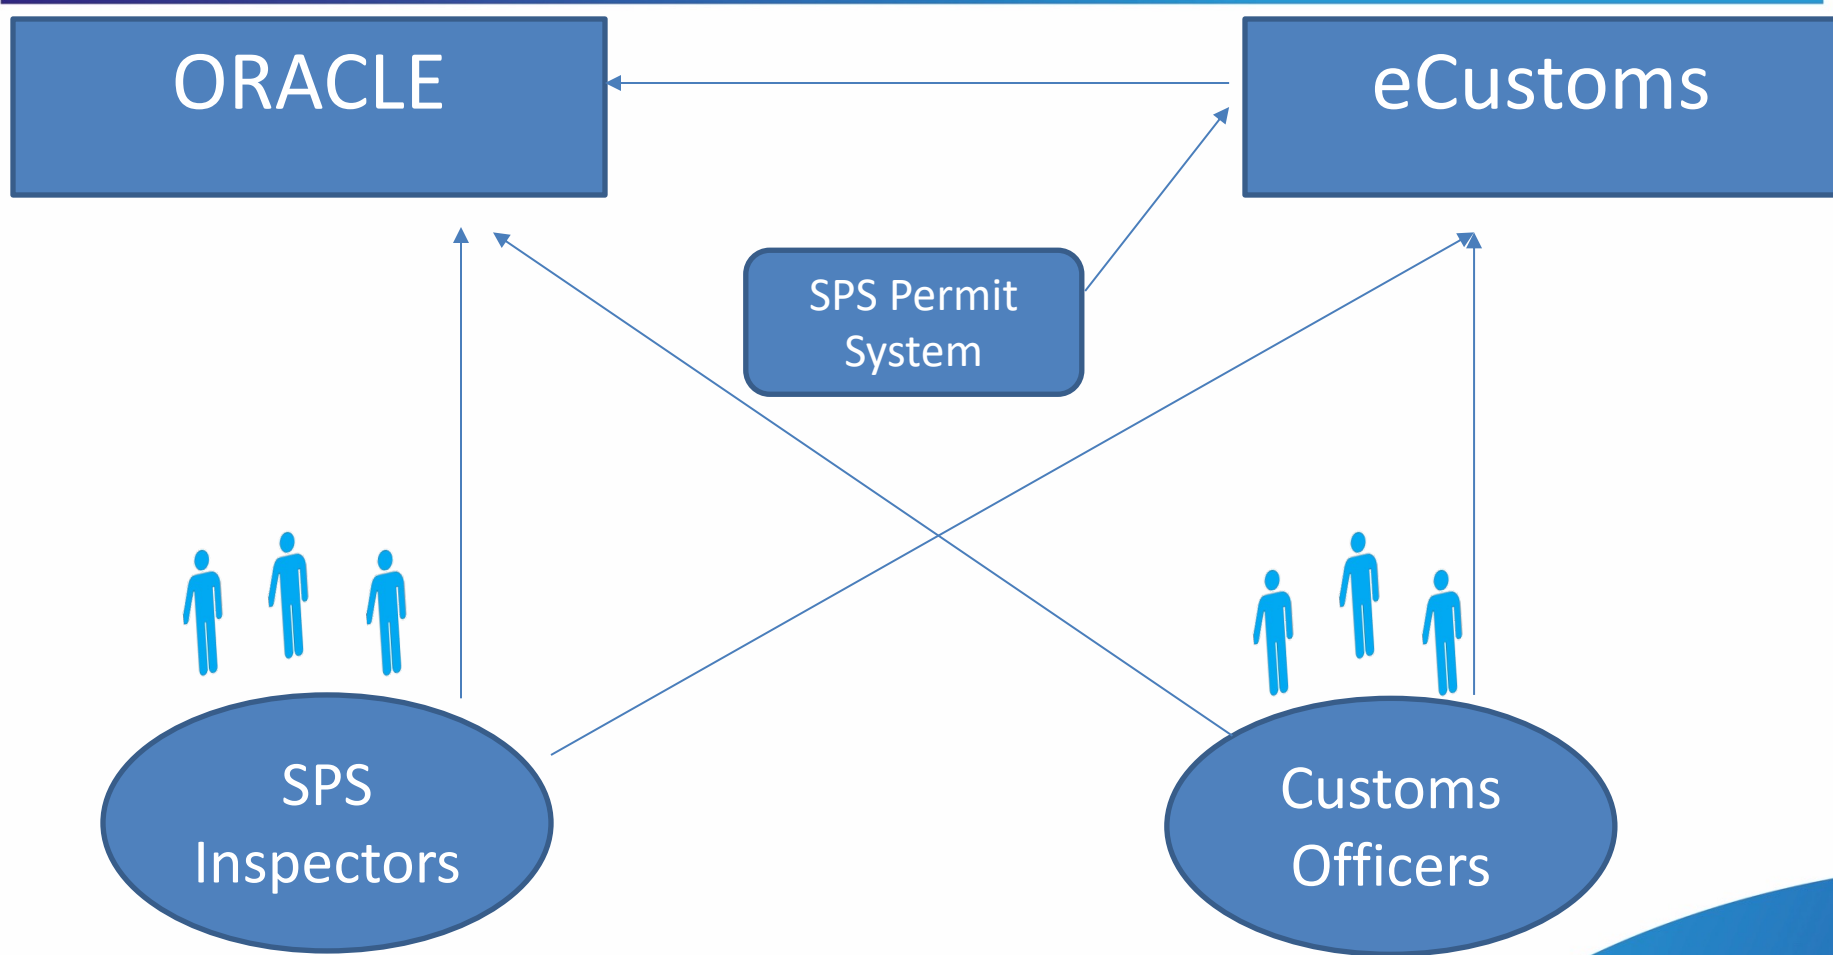 ORACLE
eCustoms
SPS Permit
System
SPS
Inspectors
Customs
Officers